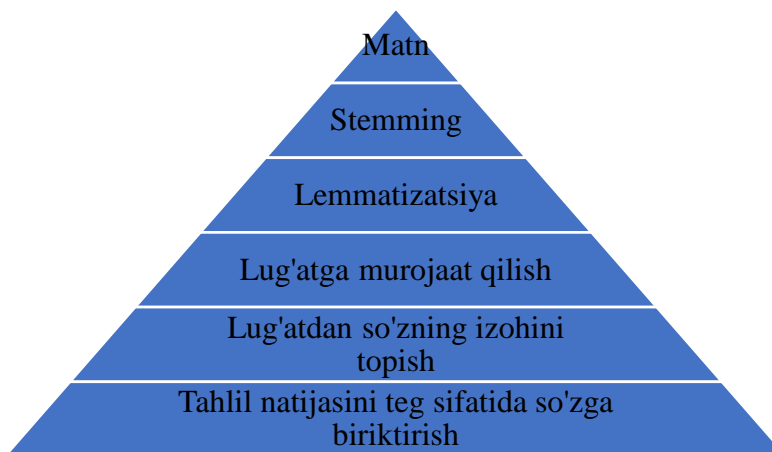 Matn
Stemming
Lemmatizatsiya
Lug'atga murojaat qilish
Lug'atdan so'zning izohini
topish
Tahlil natijasini teg sifatida so'zga
biriktirish